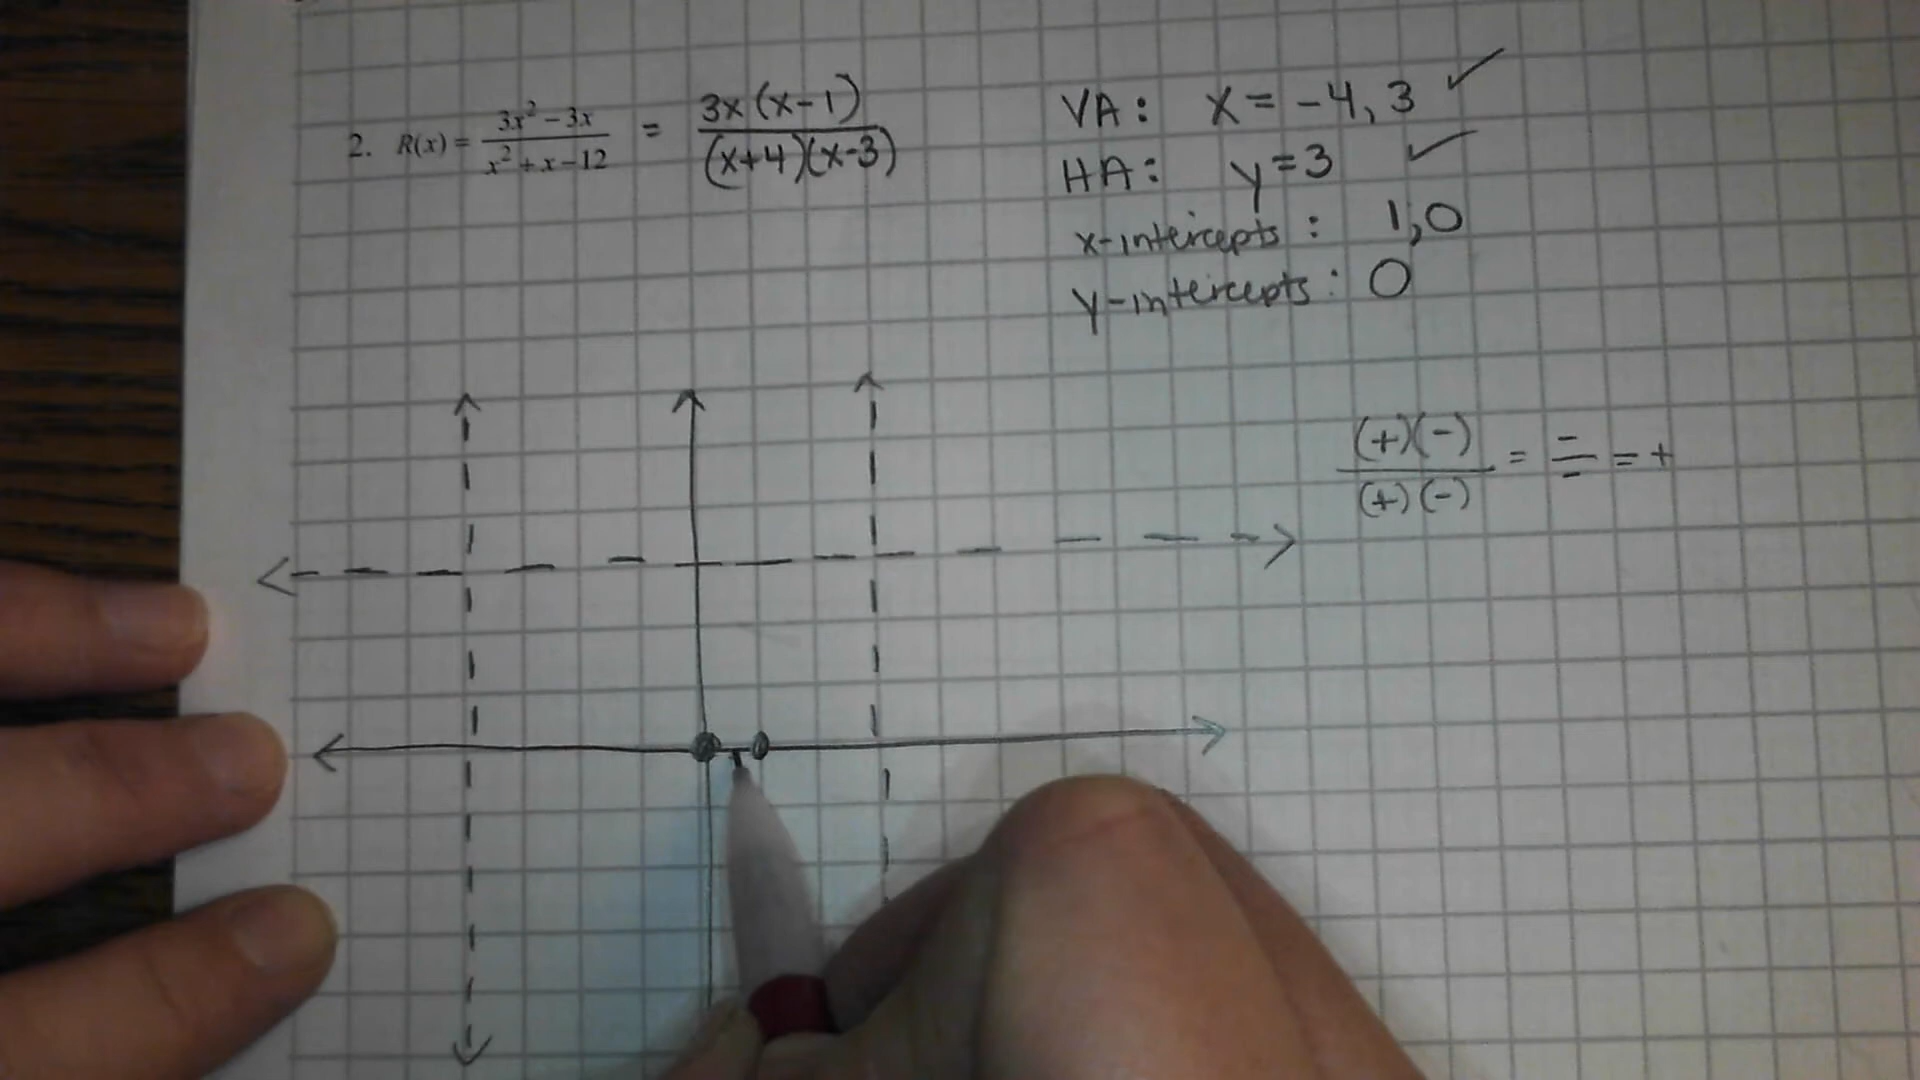 2. R(x) = (3x² − 3x)/(x² + x − 12) = 3x(x-1)/((x+4)(x-3))
VA: x = -4, 3 ✓
HA: y = 3 ✓
x-intercepts : 1, 0
y-intercepts : 0
(+)(-)/((+)(-)) = -/- = +